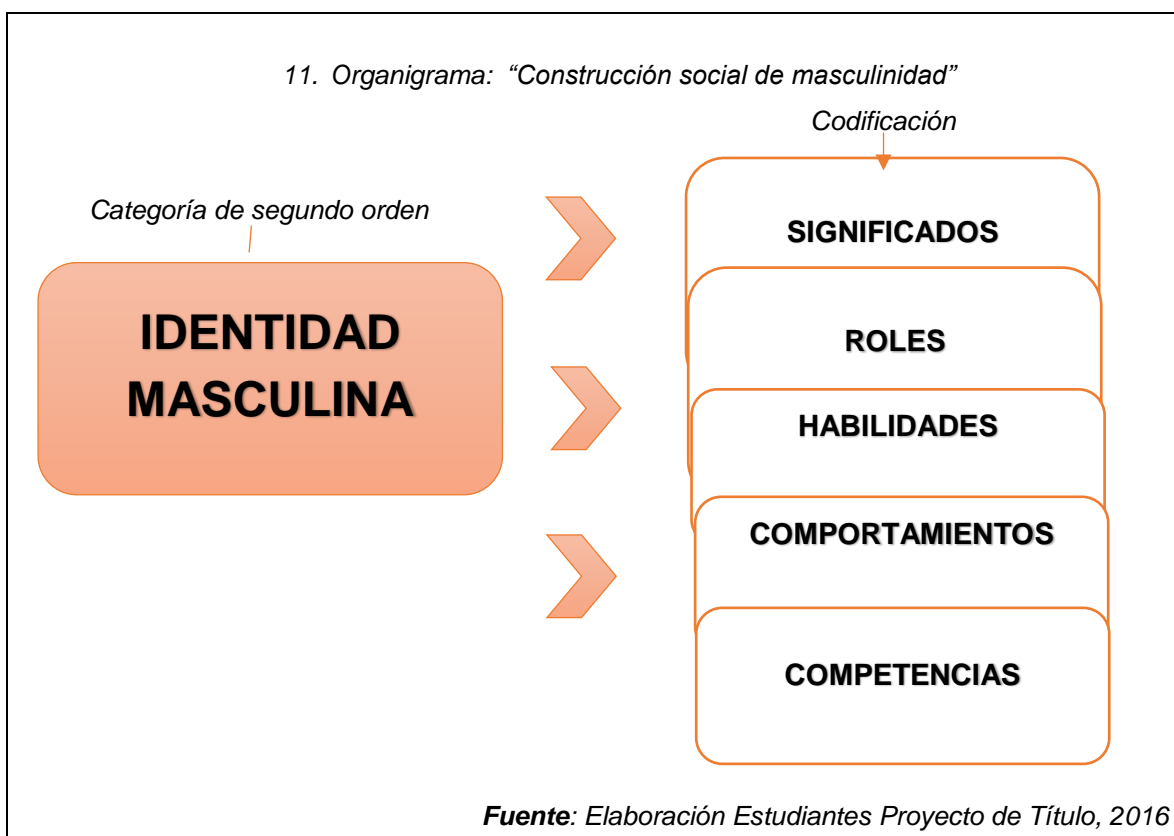 11. Organigrama: “Construcción social de masculinidad”
Codificación
Categoría de segundo orden
IDENTIDAD
MASCULINA
SIGNIFICADOS
ROLES
HABILIDADES
COMPORTAMIENTOS
COMPETENCIAS
Fuente: Elaboración Estudiantes Proyecto de Título, 2016